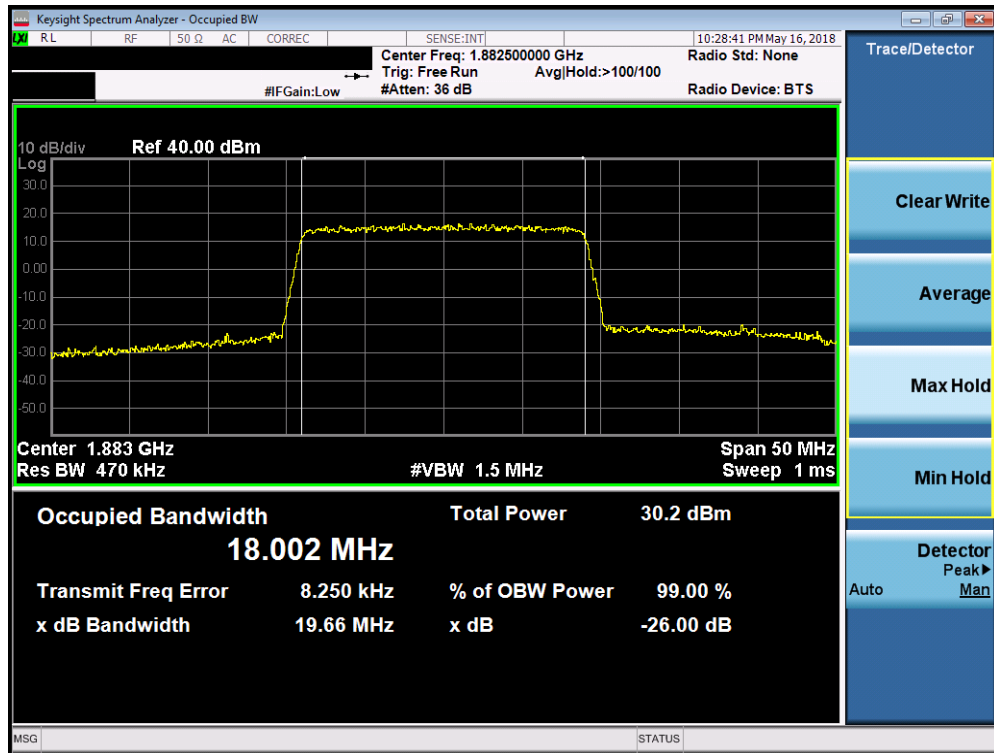 Keysight Spectrum Analyzer - Occupied BW
LXI RL RF 50 Ω AC CORREC SENSE:INT 10:28:41 PM May 16, 2018
Center Freq: 1.882500000 GHz Radio Std: None
Trig: Free Run Avg|Hold:>100/100
#IFGain:Low #Atten: 36 dB Radio Device: BTS
Trace/Detector
10 dB/div Ref 40.00 dBm
Log
30.0
20.0
10.0
0.00
-10.0
-20.0
-30.0
-40.0
-50.0
Center 1.883 GHz Span 50 MHz
Res BW 470 kHz #VBW 1.5 MHz Sweep 1 ms
Occupied Bandwidth Total Power 30.2 dBm
18.002 MHz
Transmit Freq Error 8.250 kHz % of OBW Power 99.00 %
x dB Bandwidth 19.66 MHz x dB -26.00 dB
Clear Write
Average
Max Hold
Min Hold
Detector
Peak▶
Auto Man
MSG STATUS